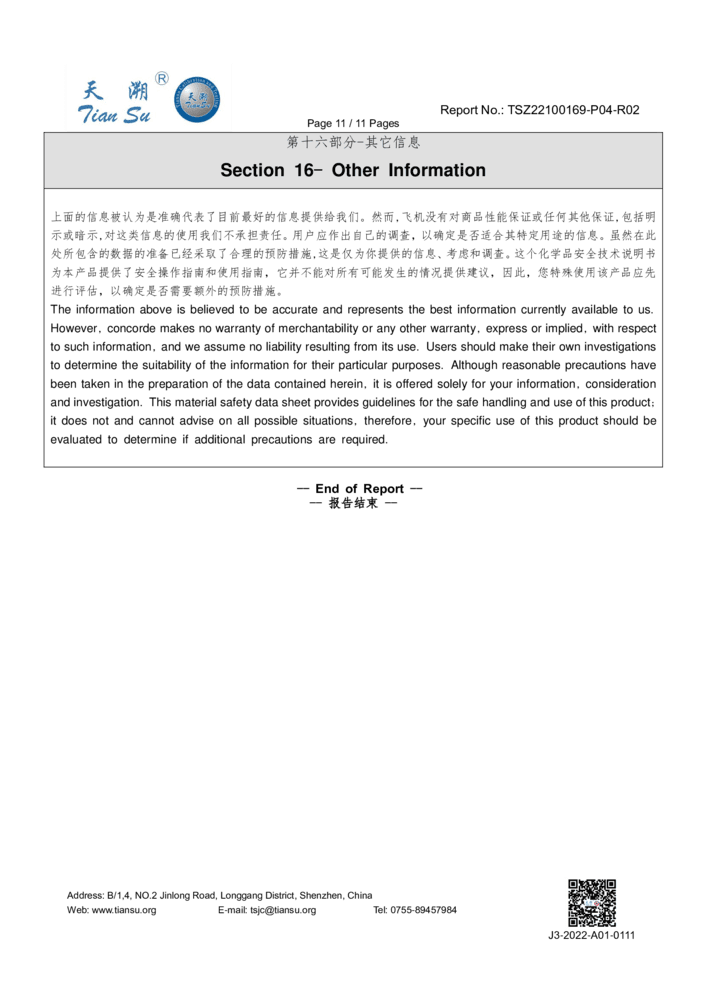 天 溯 ®
Tian Su
天溯
TianSu
Report No.: TSZ22100169-P04-R02
Page 11 / 11 Pages
第十六部分-其它信息
Section 16- Other Information
上面的信息被认为是准确代表了目前最好的信息提供给我们。然而,飞机没有对商品性能保证或任何其他保证,包括明
示或暗示,对这类信息的使用我们不承担责任。用户应作出自己的调查，以确定是否适合其特定用途的信息。虽然在此
处所包含的数据的准备已经采取了合理的预防措施,这是仅为你提供的信息、考虑和调查。这个化学品安全技术说明书
为本产品提供了安全操作指南和使用指南，它并不能对所有可能发生的情况提供建议，因此，您特殊使用该产品应先
进行评估，以确定是否需要额外的预防措施。
The information above is believed to be accurate and represents the best information currently available to us.
However, concorde makes no warranty of merchantability or any other warranty, express or implied, with respect
to such information, and we assume no liability resulting from its use. Users should make their own investigations
to determine the suitability of the information for their particular purposes. Although reasonable precautions have
been taken in the preparation of the data contained herein, it is offered solely for your information, consideration
and investigation. This material safety data sheet provides guidelines for the safe handling and use of this product;
it does not and cannot advise on all possible situations, therefore, your specific use of this product should be
evaluated to determine if additional precautions are required.
-- End of Report --
-- 报告结束 --
Address: B/1,4, NO.2 Jinlong Road, Longgang District, Shenzhen, China
Web: www.tiansu.org E-mail: tsjc@tiansu.org Tel: 0755-89457984
J3-2022-A01-0111